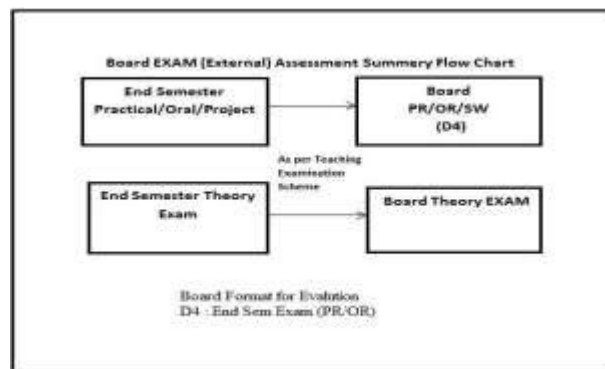 Board EXAM (External) Assessment Summery Flow Chart
End Semester
Practical/Oral/Project
Board
PR/OR/SW
(D4)
As per Teaching
Examination
Scheme
End Semester Theory
Exam
Board Theory EXAM
Board Format for Evalution
D4 : End Sem Exam (PR/OR)